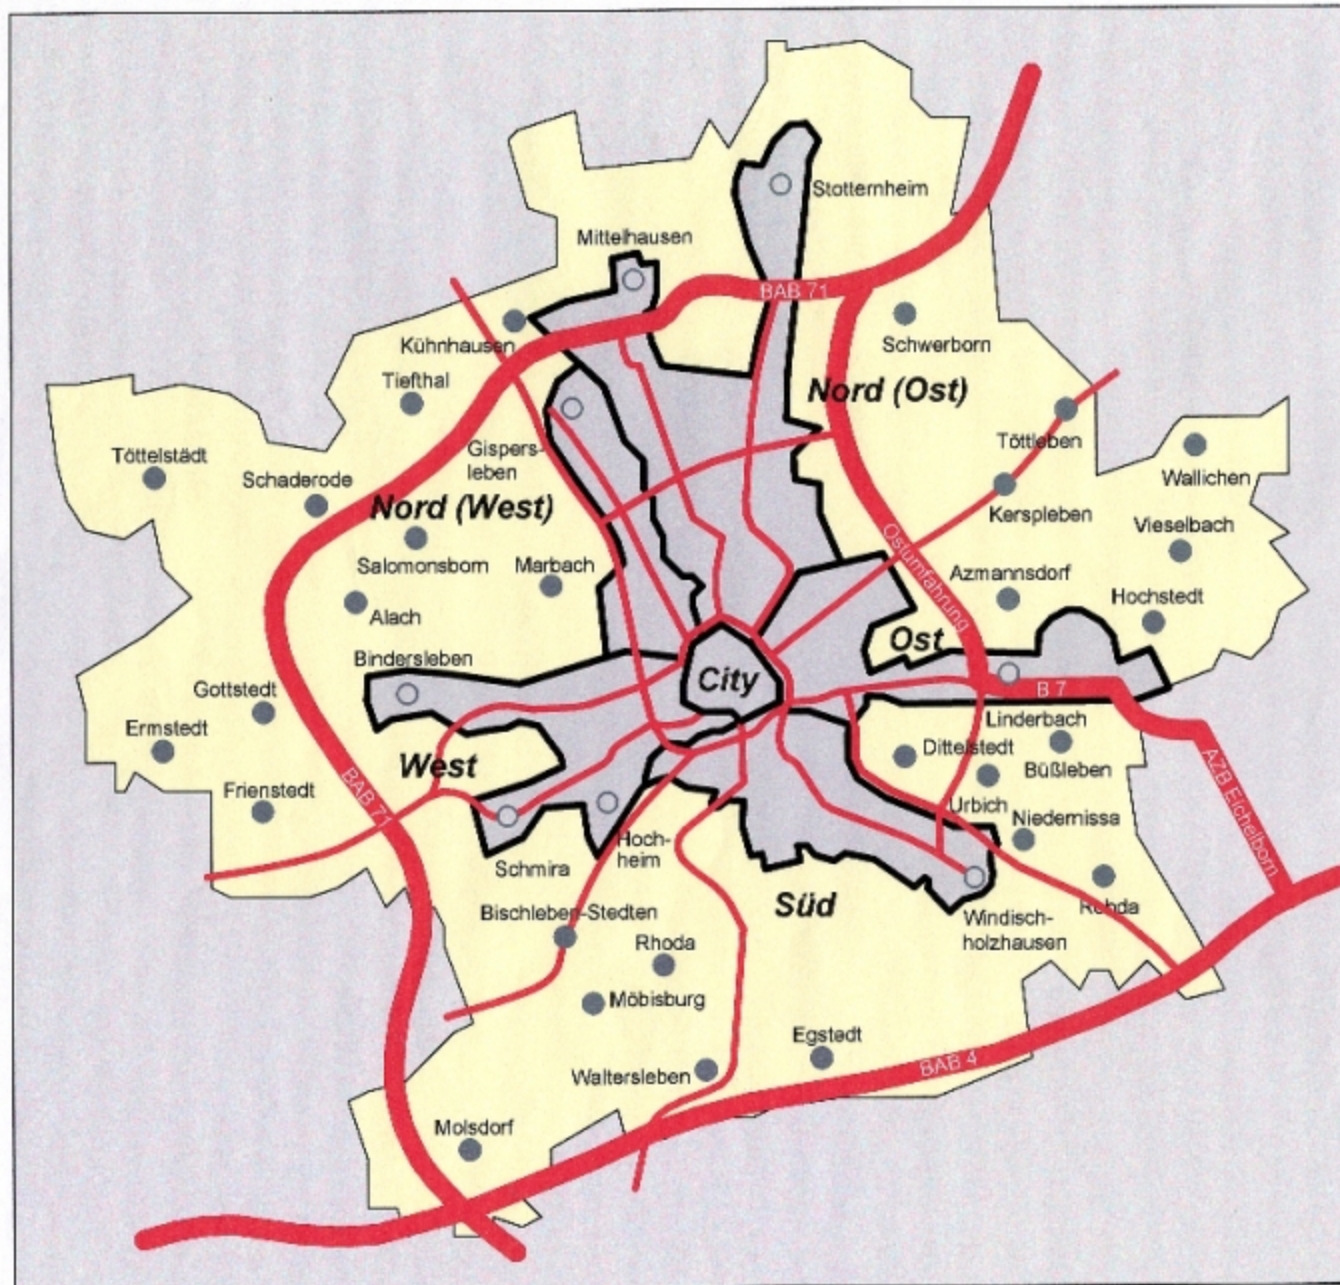 Stotternheim
Mittelhausen
BAB 71
Kühnhausen
Schwerborn
Tiefthal
Nord (Ost)
Töttleben
Wallichen
Gispers-
leben
Töttelstädt
Schaderode
Nord (West)
Kerspleben
Vieselbach
Ostumfahrung
Salomonsborn
Marbach
Azmannsdorf
Hochstedt
Alach
Bindersleben
Ost
City
Gottstedt
B 7
Ermstedt
Linderbach
West
Dittelstedt
Büßleben
Frienstedt
BAB 71
AZB Eichelborn
Urbich
Niedernissa
Hoch-
heim
Schmira
Süd
Rohda
Bischleben-Stedten
Windisch-
holzhausen
Rhoda
Möbisburg
Egstedt
Waltersleben
BAB 4
Molsdorf